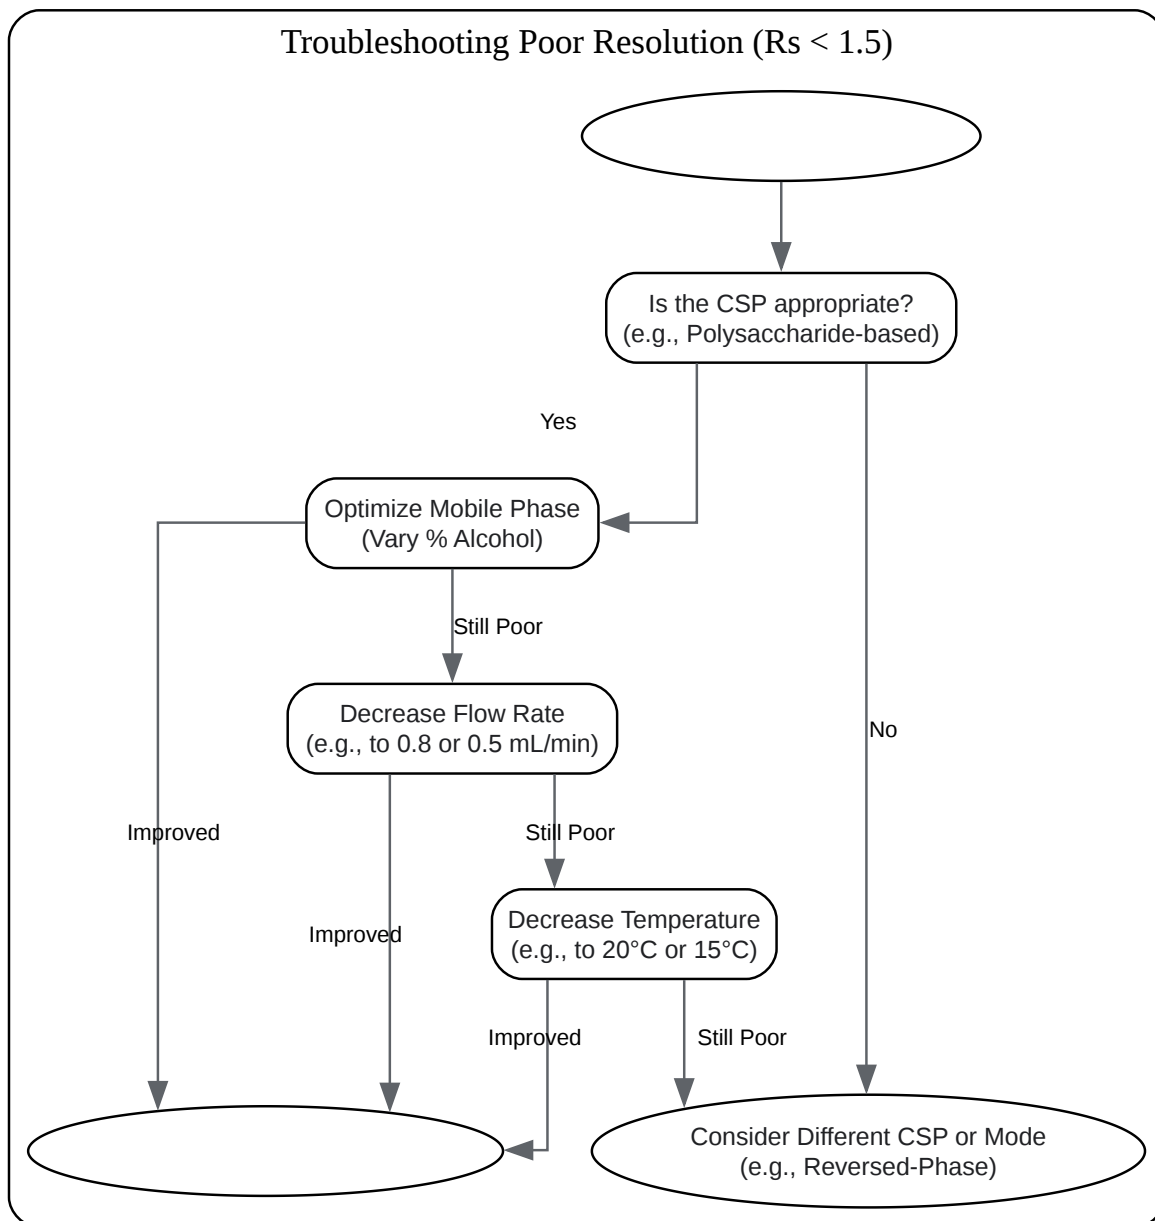 Troubleshooting Poor Resolution (Rs < 1.5)
Is the CSP appropriate?
(e.g., Polysaccharide-based)
Yes
Optimize Mobile Phase
(Vary % Alcohol)
Still Poor
Decrease Flow Rate
(e.g., to 0.8 or 0.5 mL/min)
No
Improved
Still Poor
Decrease Temperature
(e.g., to 20°C or 15°C)
Improved
Improved
Still Poor
Consider Different CSP or Mode
(e.g., Reversed-Phase)